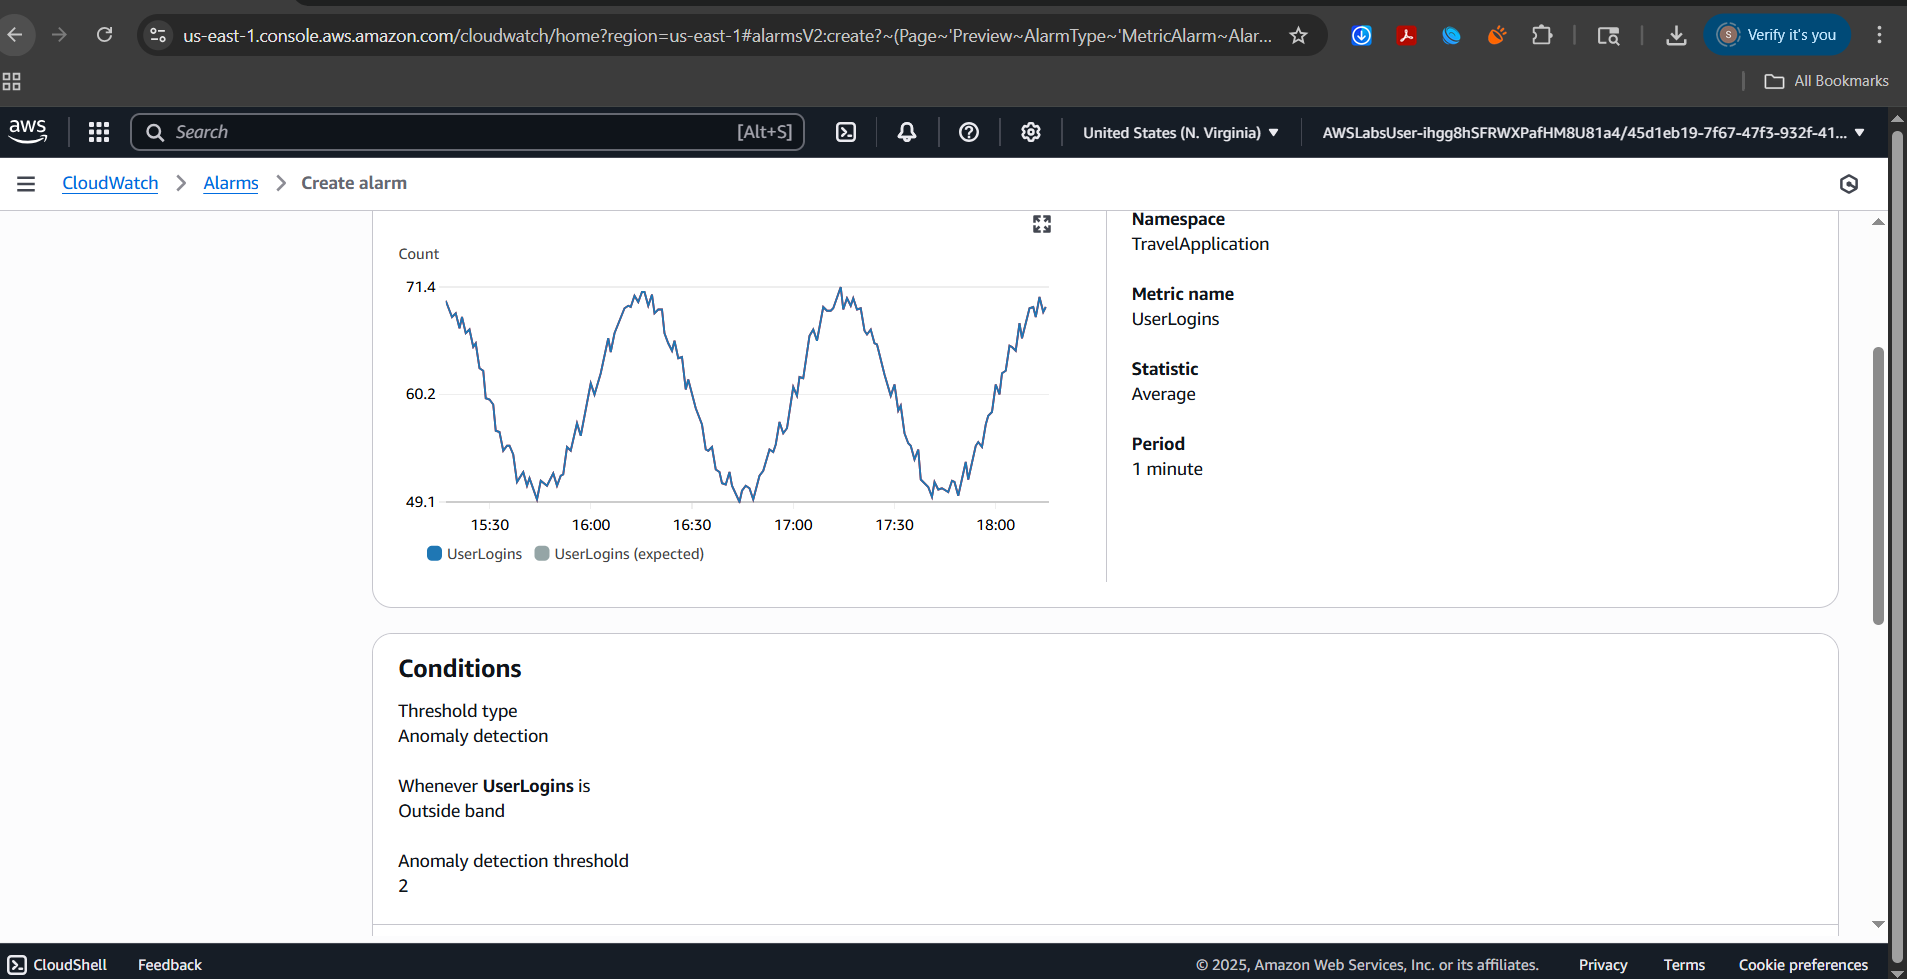 us-east-1.console.aws.amazon.com/cloudwatch/home?region=us-east-1#alarmsV2:create?~(Page~'Preview~AlarmType~'MetricAlarm~Alar...
S
Verify it's you
All Bookmarks
aws
Search
[Alt+S]
United States (N. Virginia)
AWSLabsUser-ihgg8hSFRWXPafHM8U81a4/45d1eb19-7f67-47f3-932f-41...
CloudWatch
Alarms
Create alarm
Count
71.4
60.2
49.1
15:30 16:00 16:30 17:00 17:30 18:00
UserLogins UserLogins (expected)
Namespace
TravelApplication
Metric name
UserLogins
Statistic
Average
Period
1 minute
Conditions
Threshold type
Anomaly detection
Whenever UserLogins is
Outside band
Anomaly detection threshold
2
CloudShell Feedback © 2025, Amazon Web Services, Inc. or its affiliates. Privacy Terms Cookie preferences